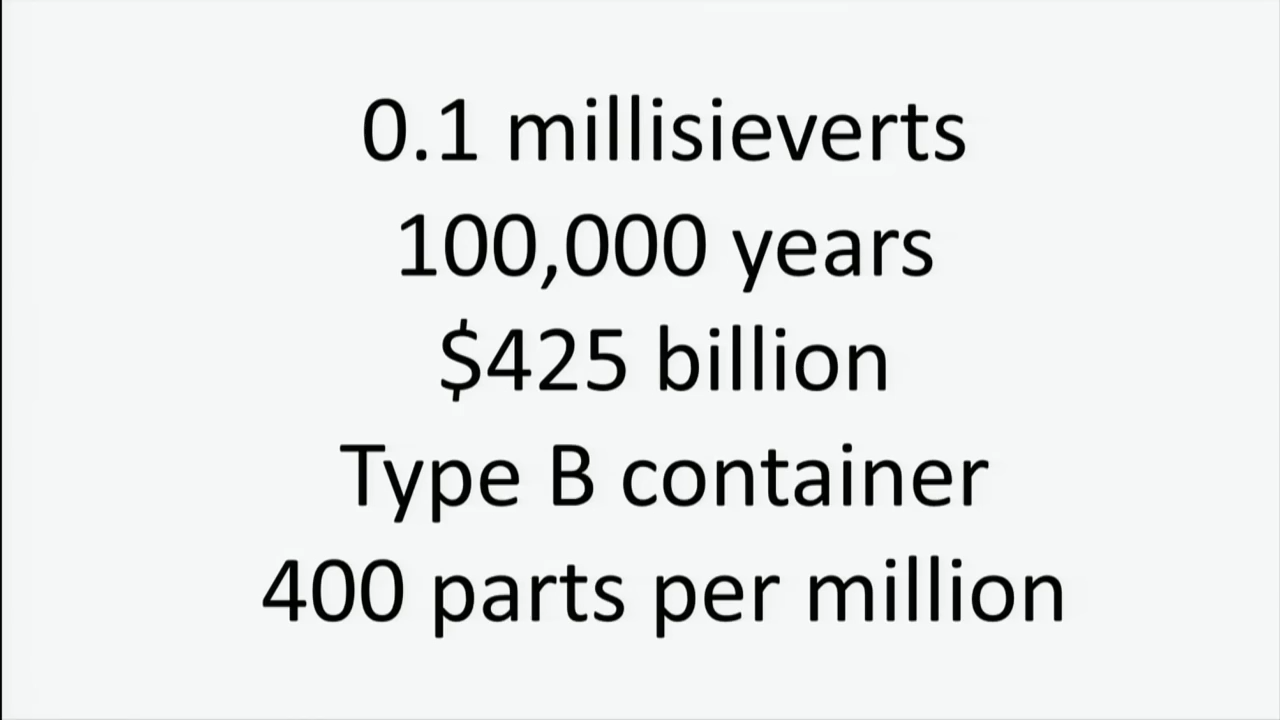 0.1 millisieverts
100,000 years
$425 billion
Type B container
400 parts per million